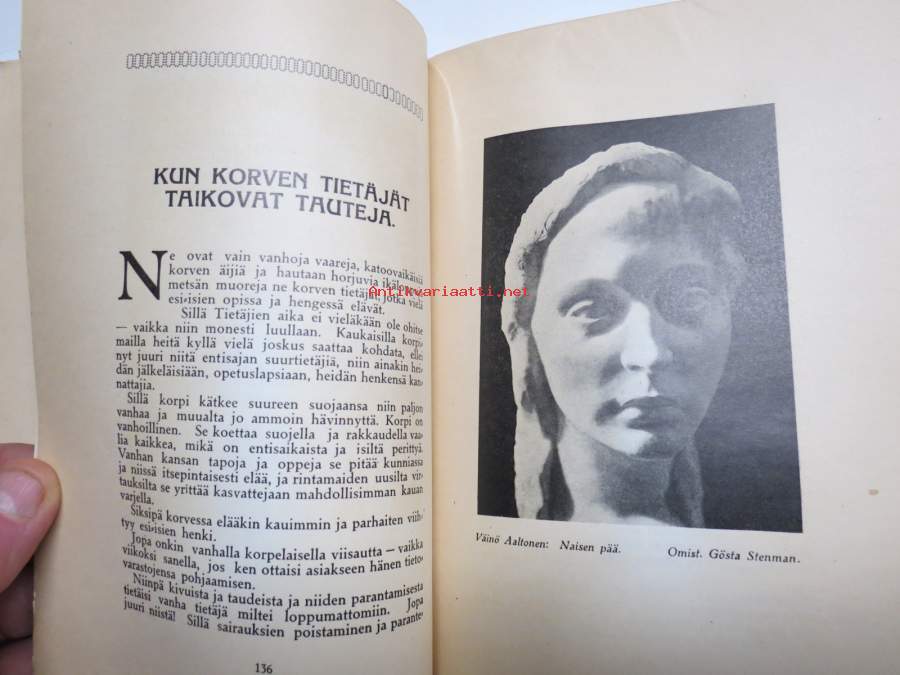 KUN KORVEN TIETÄJÄT
TAIKOVAT TAUTEJA.
Ne ovat vain vanhoja vaareja, katoovaikäisiä
korven äijiä ja hautaan horjuvia
metsän muoreja ne korven tietäjät, jotka vielä
esi-isien opissa ja hengessä elävät.
Sillä Tietäjien aika ei vieläkään ole ohitse
— vaikka niin monesti luullaan. Kaukaisilla korpi-
mailla heitä kyllä vielä joskus saattaa kohdata, ellei
nyt juuri niitä entisajan suurtietäjiä, niin ainakin hei-
dän jälkeläisiään, opetuslapsiaan, heidän henkensä kan-
nattajia.
Sillä korpi kätkee suureen suojaansa niin paljon
vanhaa ja muualta jo ammoin hävinnyttä. Korpi on
vanhoillinen. Se koettaa suojella ja rakkaudella vaa-
lia kaikkea, mikä on entisaikaista ja isiltä perittyä.
Vanhan kansan tapoja ja oppeja se pitää kunniassa
ja niissä itsepintaisesti elää, ja rintamaiden uusilta vir-
tauksilta se yrittää kasvattejaan mahdollisimman kauan
varjella.
Siksipä korvessa elääkin kauimmin ja parhaiten viih-
tyy esi-isien henki.
Jopa onkin vanhalla korpelaisella viisautta — vaikka
viikoksi sanella, jos ken ottaisi asiakseen hänen tieto-
varastojensa pohjaamisen.
Niinpä kivuista ja taudeista ja niiden parantamisesta
tietäisi vanha tietäjä miltei loppumattomiin. Jopa
juuri niistä! Sillä sairauksien poistaminen ja parante-
136
Väinö Aaltonen: Naisen pää. Omist. Gösta Stenman.
Antikvariaatti.net